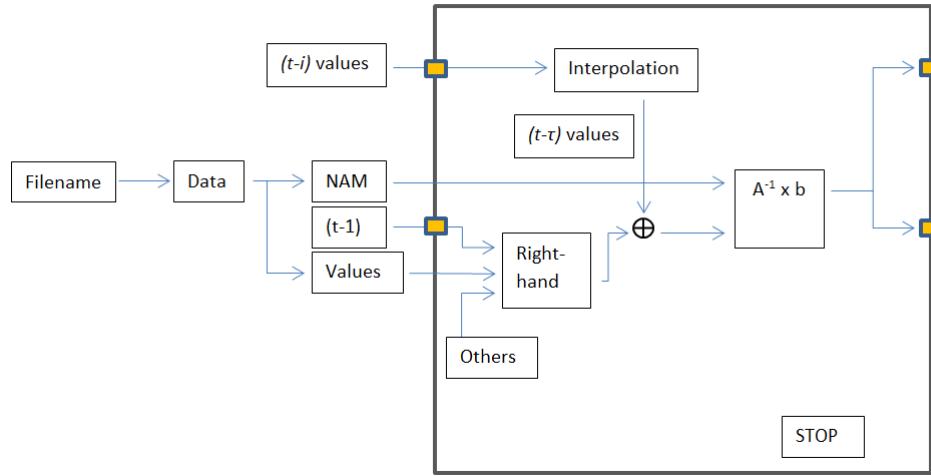 (t-i) values
Interpolation
(t-τ) values
Filename
Data
NAM
A⁻¹ x b
(t-1)
Values
Right-
hand
Others
STOP